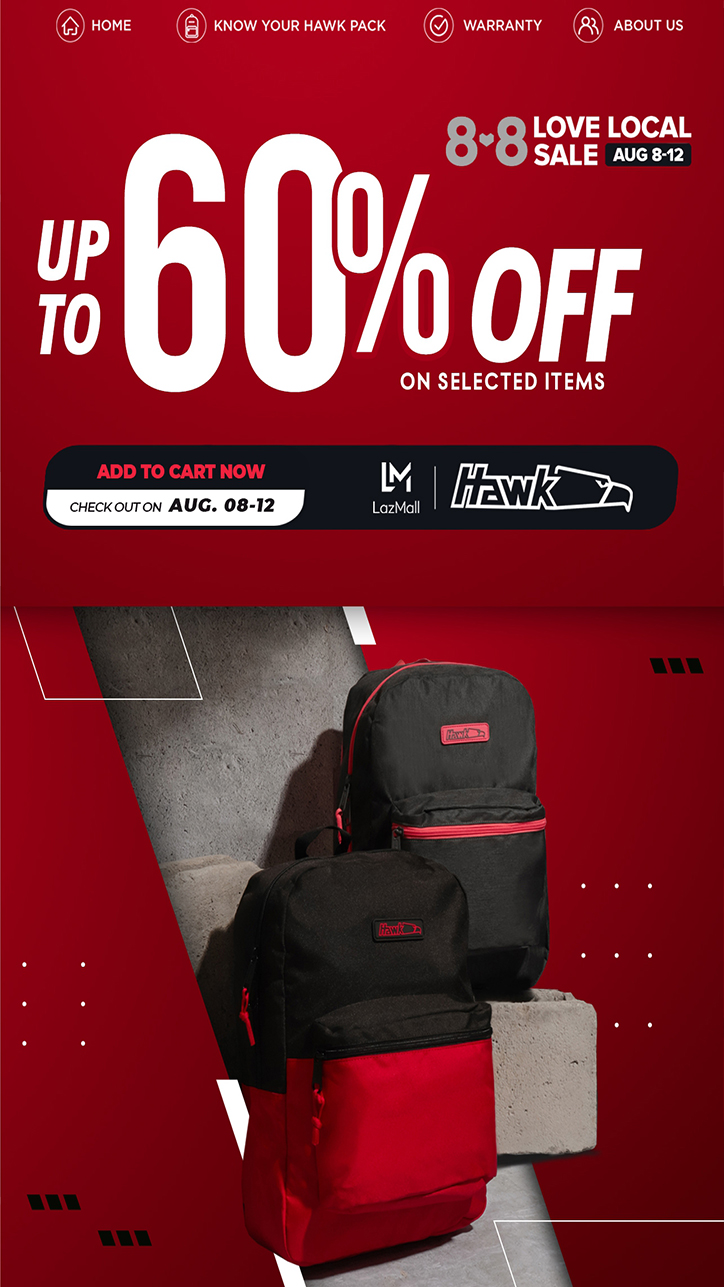 HOME
KNOW YOUR HAWK PACK
WARRANTY
ABOUT US
8 8 LOVE LOCAL
SALE AUG 8-12
UP
TO
60% OFF
ON SELECTED ITEMS
ADD TO CART NOW
CHECK OUT ON AUG. 08-12
LM
LazMall
Hawk
Hawk
Hawk